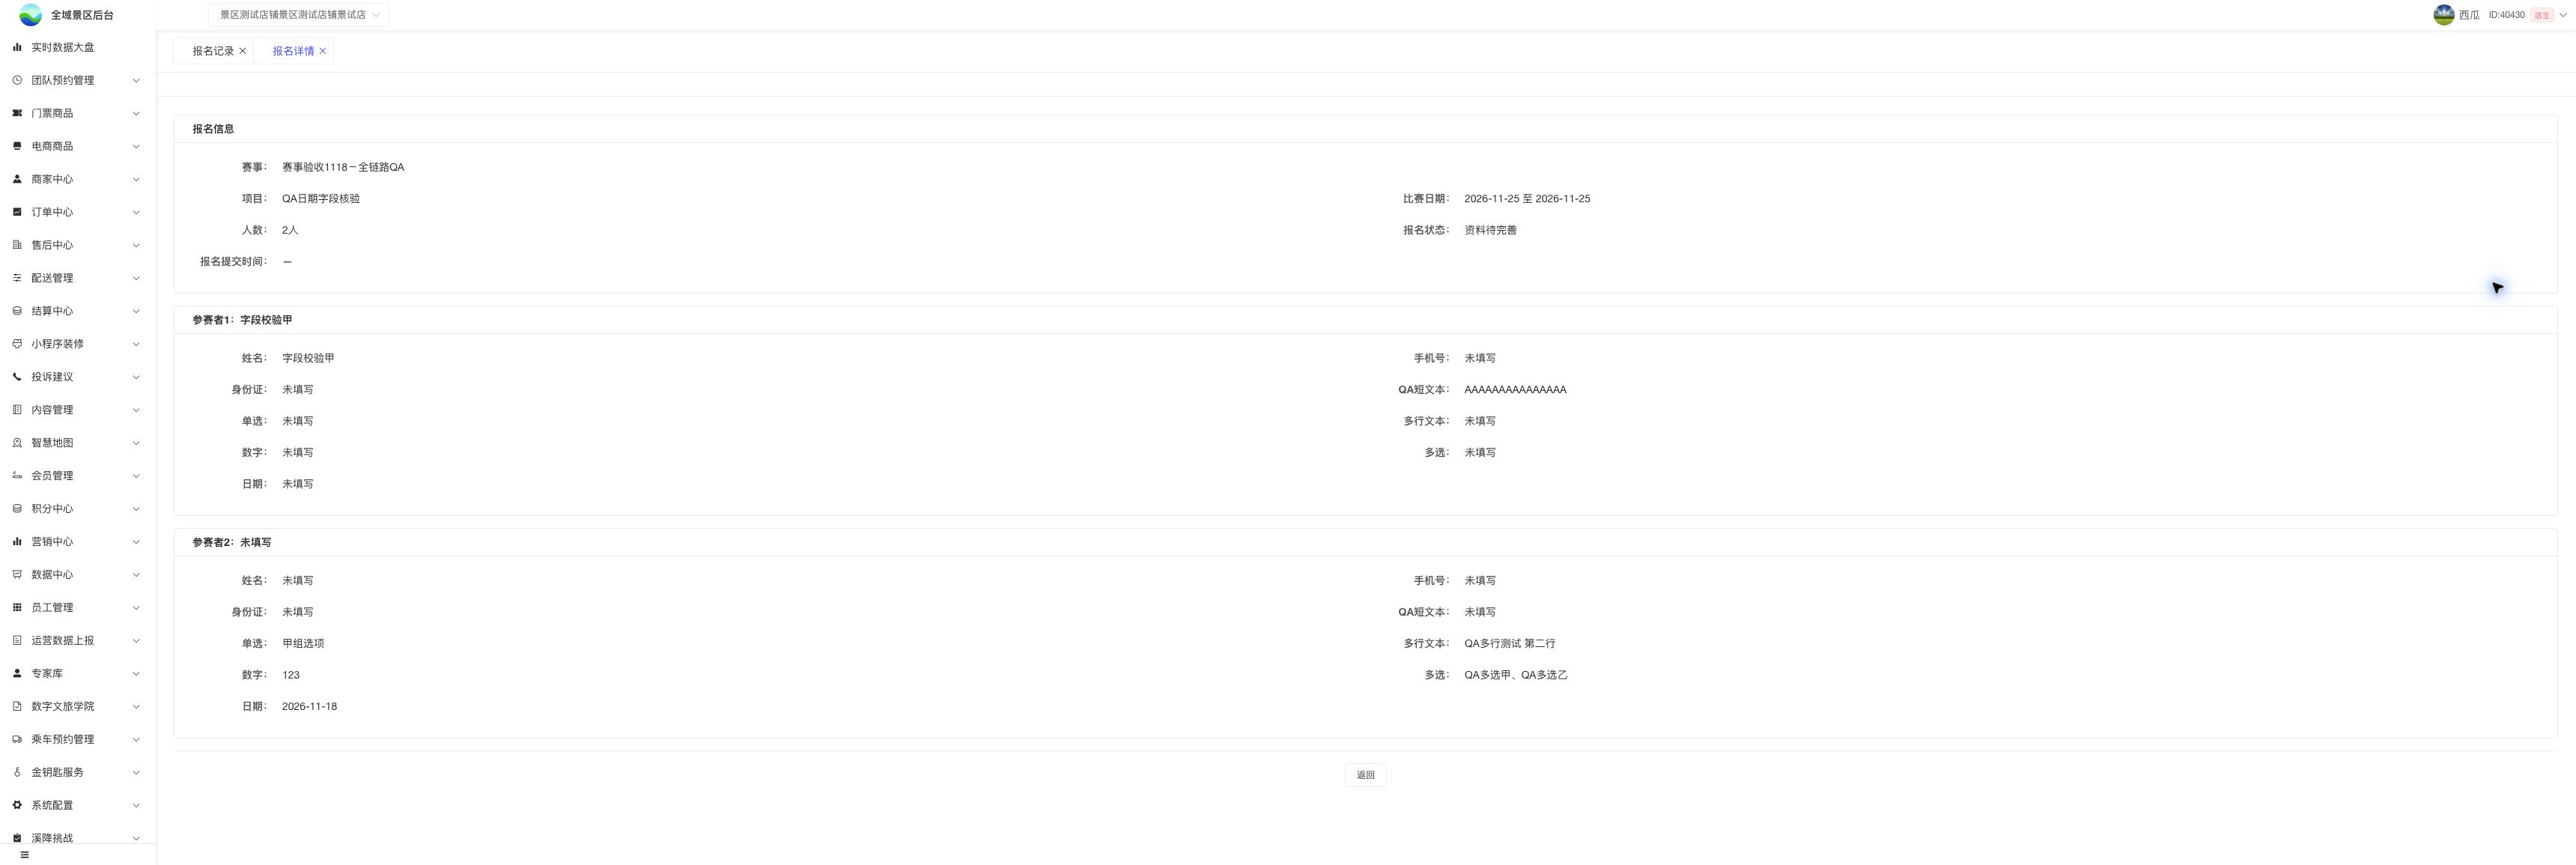 全域景区后台
景区测试店铺景区测试店铺景试店
西瓜 ID:40430 店主
实时数据大盘
团队预约管理
门票商品
电商商品
商家中心
订单中心
售后中心
配送管理
结算中心
小程序装修
投诉建议
内容管理
智慧地图
会员管理
积分中心
营销中心
数据中心
员工管理
运营数据上报
专家库
数字文旅学院
乘车预约管理
金钥匙服务
系统配置
溪降挑战
报名记录 报名详情
报名信息
赛事： 赛事验收1118－全链路QA
项目： QA日期字段核验 比赛日期： 2026-11-25 至 2026-11-25
人数： 2人 报名状态： 资料待完善
报名提交时间： —
参赛者1：字段校验甲
姓名： 字段校验甲 手机号： 未填写
身份证： 未填写 QA短文本： AAAAAAAAAAAAAAA
单选： 未填写 多行文本： 未填写
数字： 未填写 多选： 未填写
日期： 未填写
参赛者2：未填写
姓名： 未填写 手机号： 未填写
身份证： 未填写 QA短文本： 未填写
单选： 甲组选项 多行文本： QA多行测试 第二行
数字： 123 多选： QA多选甲、QA多选乙
日期： 2026-11-18
返回